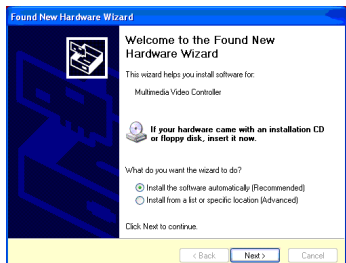 Found New Hardware Wizard
Welcome to the Found New
Hardware Wizard
This wizard helps you install software for:
Multimedia Video Controller
If your hardware came with an installation CD
or floppy disk, insert it now.
What do you want the wizard to do?
Install the software automatically (Recommended)
Install from a list or specific location (Advanced)
Click Next to continue.
< Back Next > Cancel